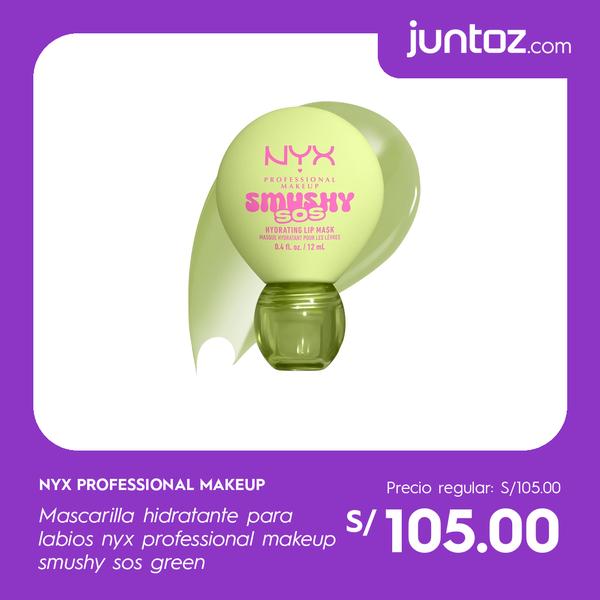 juntoz.com
NYX
PROFESSIONAL
MAKEUP
SMUSHY
SOS
HYDRATING LIP MASK
MASQUE HYDRATANT POUR LES LÈVRES
0.4 fl. oz. / 12 mL
NYX PROFESSIONAL MAKEUP
Mascarilla hidratante para
labios nyx professional makeup
smushy sos green
Precio regular: S/105.00
S/ 105.00